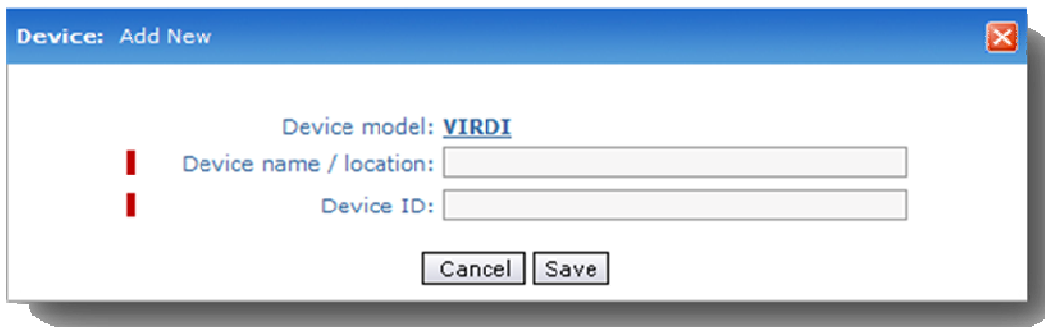 Device: Add New
Device model: VIRDI
Device name / location:
Device ID:
Cancel Save